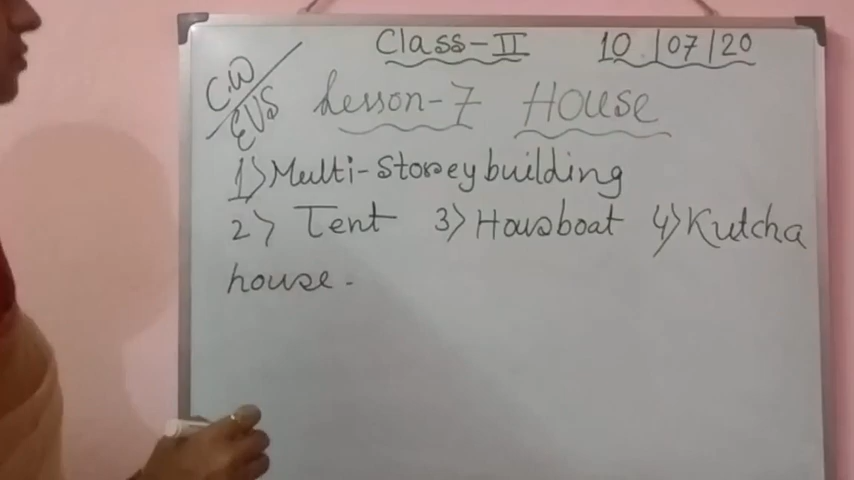 Class-II 10/07/20
C.W/EVS
Lesson-7 House
1) Multi-Storey building
2) Tent 3) Housboat 4) Kutcha
house.